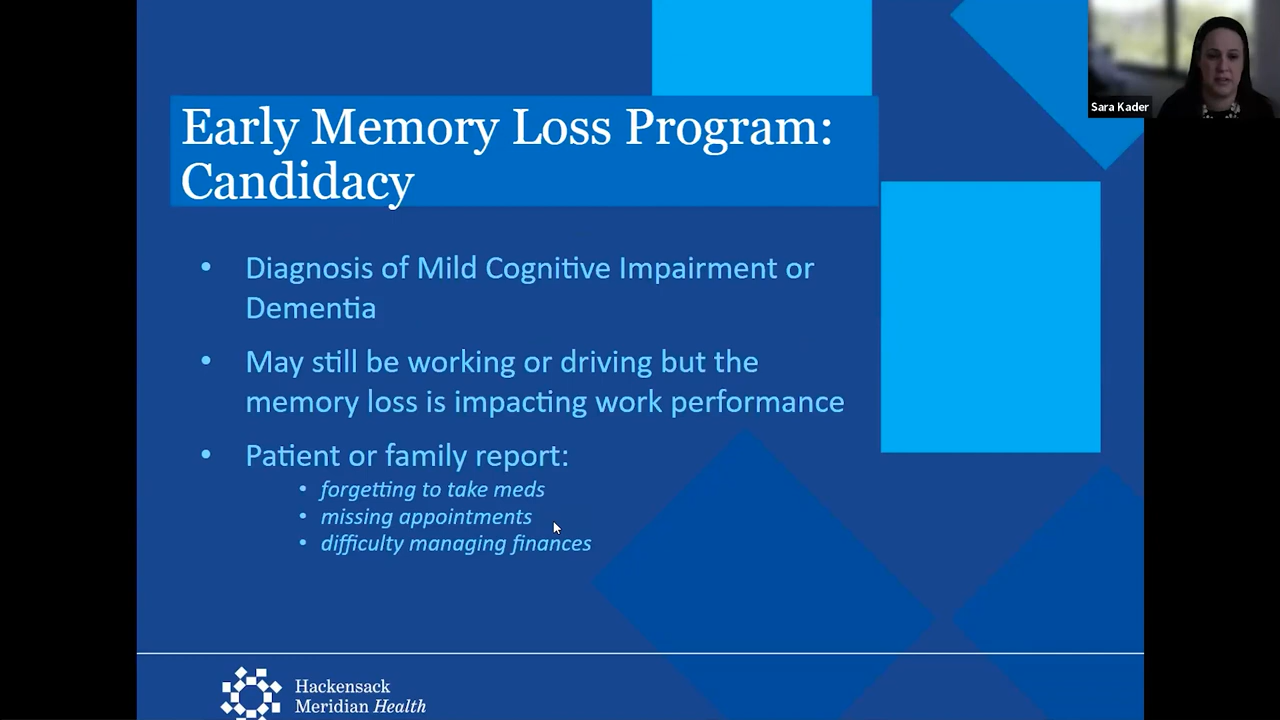 Early Memory Loss Program:
Candidacy
Sara Kader
• Diagnosis of Mild Cognitive Impairment or
Dementia
• May still be working or driving but the
memory loss is impacting work performance
• Patient or family report:
• forgetting to take meds
• missing appointments
• difficulty managing finances
Hackensack
Meridian Health